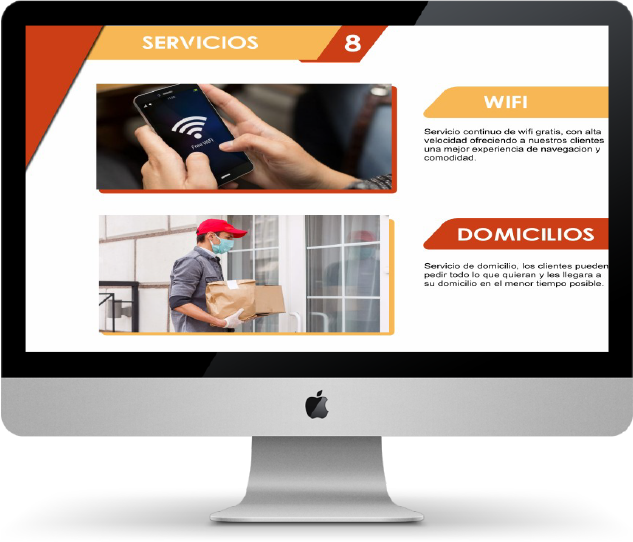 SERVICIOS 8
Free WiFi
WIFI
Servicio continuo de wifi gratis, con alta
velocidad ofreciendo a nuestros clientes
una mejor experiencia de navegacion y
comodidad.
DOMICILIOS
Servicio de domicilio, los clientes pueden
pedir todo lo que quieran y les llegara a
su domicilio en el menor tiempo posible.